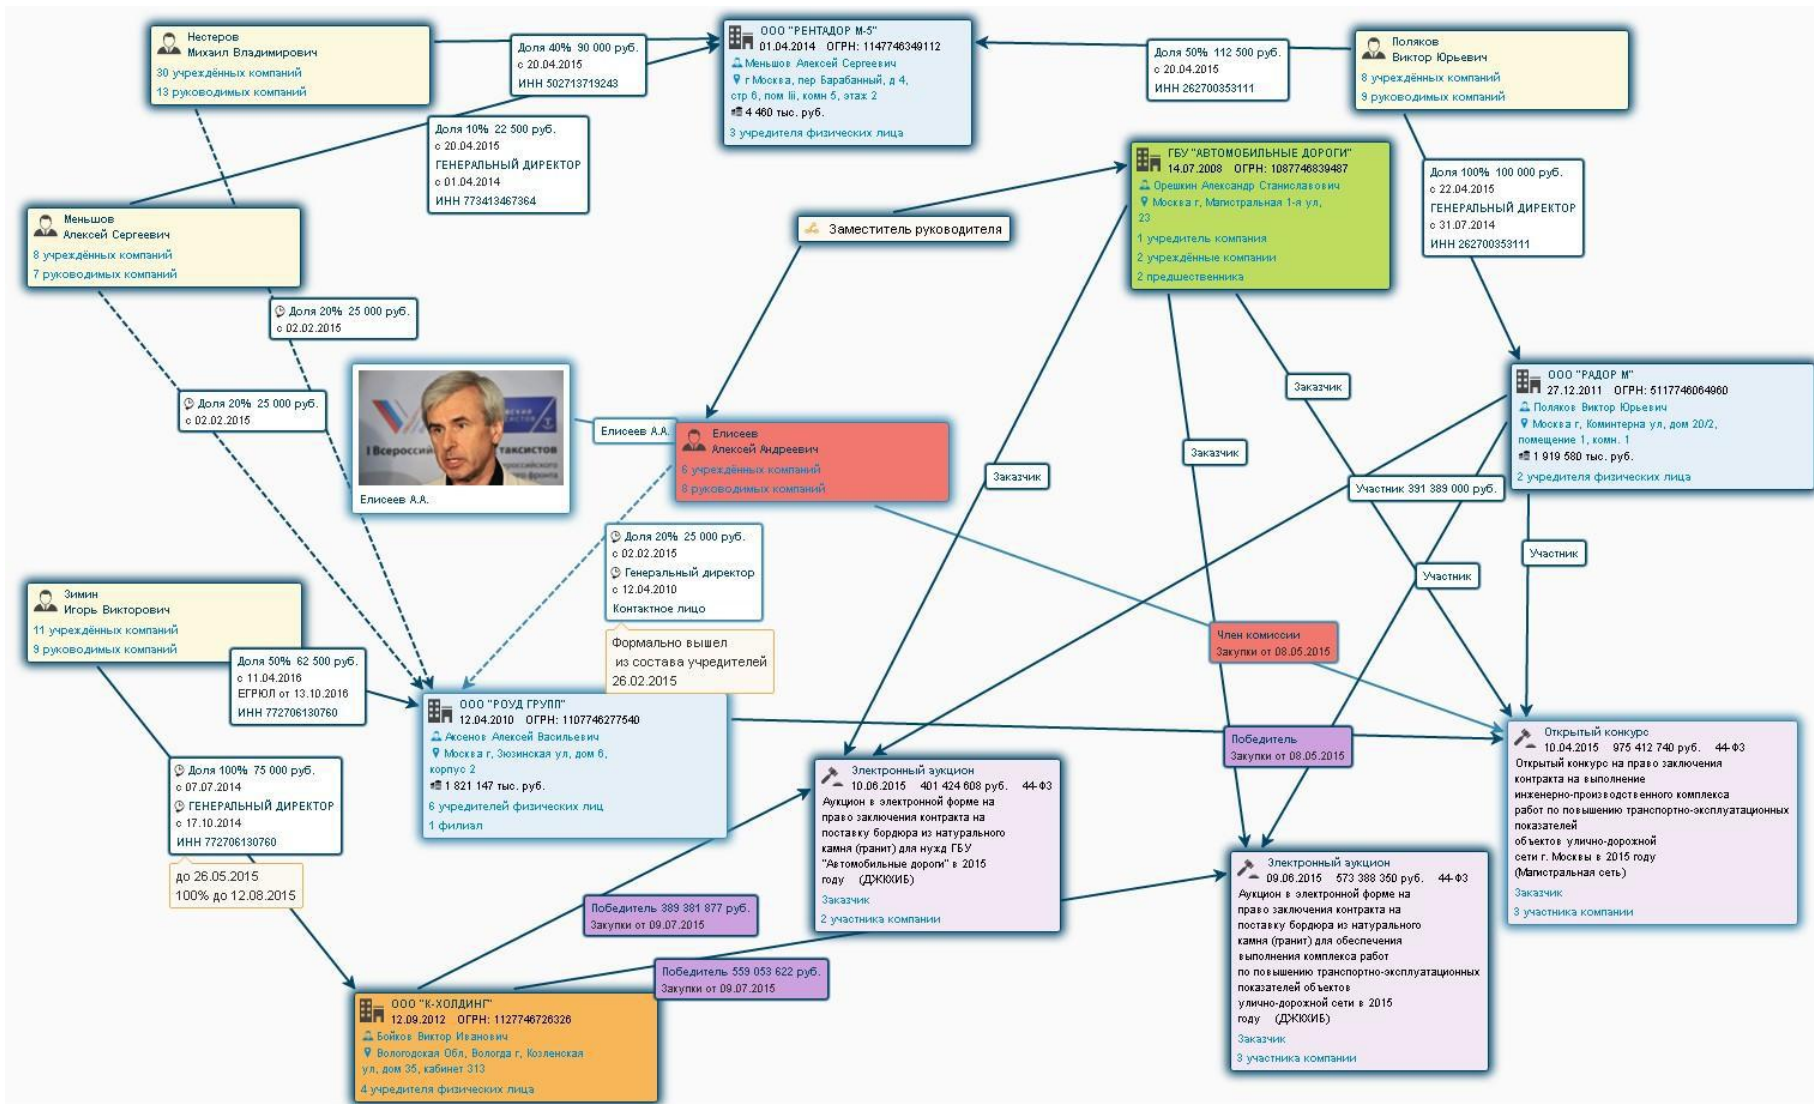 Нестеров
Михаил Владимирович
30 учреждённых компаний
13 руководимых компаний
Доля 40% 90 000 руб.
с 20.04.2015
ИНН 502713719243
ООО "РЕНТАДОР М-5"
01.04.2014 ОГРН: 1147746349112
Меньшов Алексей Сергеевич
г Москва, пер Барабанный, д 4,
стр 6, пом Iii, комн 5, этаж 2
4 460 тыс. руб.
3 учредителя физических лица
Доля 50% 112 500 руб.
с 20.04.2015
ИНН 262700353111
Поляков
Виктор Юрьевич
8 учреждённых компаний
9 руководимых компаний
Доля 10% 22 500 руб.
с 20.04.2015
ГЕНЕРАЛЬНЫЙ ДИРЕКТОР
с 01.04.2014
ИНН 773413467364
ГБУ "АВТОМОБИЛЬНЫЕ ДОРОГИ"
14.07.2008 ОГРН: 1087746839487
Орешкин Александр Станиславович
Москва г, Магистральная 1-я ул,
23
1 учредитель компания
2 учреждённые компании
2 предшественника
Доля 100% 100 000 руб.
с 22.04.2015
ГЕНЕРАЛЬНЫЙ ДИРЕКТОР
с 31.07.2014
ИНН 262700353111
Меньшов
Алексей Сергеевич
8 учреждённых компаний
7 руководимых компаний
Заместитель руководителя
Доля 20% 25 000 руб.
с 02.02.2015
Доля 20% 25 000 руб.
с 02.02.2015
I Всеросси
таксистов
Елисеев А.А.
Елисеев А.А.
Елисеев
Алексей Андреевич
6 учреждённых компаний
8 руководимых компаний
Заказчик
Заказчик
Заказчик
ООО "РАДОР М"
27.12.2011 ОГРН: 5117746064960
Поляков Виктор Юрьевич
Москва г, Коминтерна ул, дом 20/2,
помещение 1, комн. 1
1 919 580 тыс. руб.
2 учредителя физических лица
Участник 391 389 000 руб.
Участник
Участник
Доля 20% 25 000 руб.
с 02.02.2015
Генеральный директор
с 12.04.2010
Контактное лицо
Формально вышел
из состава учредителей
26.02.2015
Зимин
Игорь Викторович
11 учреждённых компаний
9 руководимых компаний
Доля 50% 62 500 руб.
с 11.04.2016
ЕГРЮЛ от 13.10.2016
ИНН 772706130760
Член комиссии
Закупки от 08.05.2015
ООО "РОУД ГРУПП"
12.04.2010 ОГРН: 1107746277540
Аксенов Алексей Васильевич
Москва г, Зюзинская ул, дом 6,
корпус 2
1 821 147 тыс. руб.
6 учредителей физических лиц
1 филиал
Победитель
Закупки от 08.05.2015
Открытый конкурс
10.04.2015 975 412 740 руб. 44-ФЗ
Открытый конкурс на право заключения
контракта на выполнение
инженерно-производственного комплекса
работ по повышению транспортно-эксплуатационных
показателей
объектов улично-дорожной
сети г. Москвы в 2015 году
(Магистральная сеть)
Заказчик
3 участника компании
Доля 100% 75 000 руб.
с 07.07.2014
ГЕНЕРАЛЬНЫЙ ДИРЕКТОР
с 17.10.2014
ИНН 772706130760
до 26.05.2015
100% до 12.08.2015
Электронный аукцион
10.06.2015 401 424 608 руб. 44-ФЗ
Аукцион в электронной форме на
право заключения контракта на
поставку бордюра из натурального
камня (гранит) для нужд ГБУ
"Автомобильные дороги" в 2015
году (ДЖКХИБ)
Заказчик
2 участника компании
Электронный аукцион
09.06.2015 573 388 350 руб. 44-ФЗ
Аукцион в электронной форме на
право заключения контракта на
поставку бордюра из натурального
камня (гранит) для обеспечения
выполнения комплекса работ
по повышению транспортно-эксплуатационных
показателей объектов
улично-дорожной сети в 2015
году (ДЖКХИБ)
Заказчик
3 участника компании
Победитель 389 381 877 руб.
Закупки от 09.07.2015
Победитель 559 053 622 руб.
Закупки от 09.07.2015
ООО "К-ХОЛДИНГ"
12.09.2012 ОГРН: 1127746726326
Бойков Виктор Иванович
Вологодская Обл, Вологда г, Козленская
ул, дом 35, кабинет 313
4 учредителя физических лица